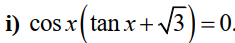 i) cos x(tan x+√3)=0.